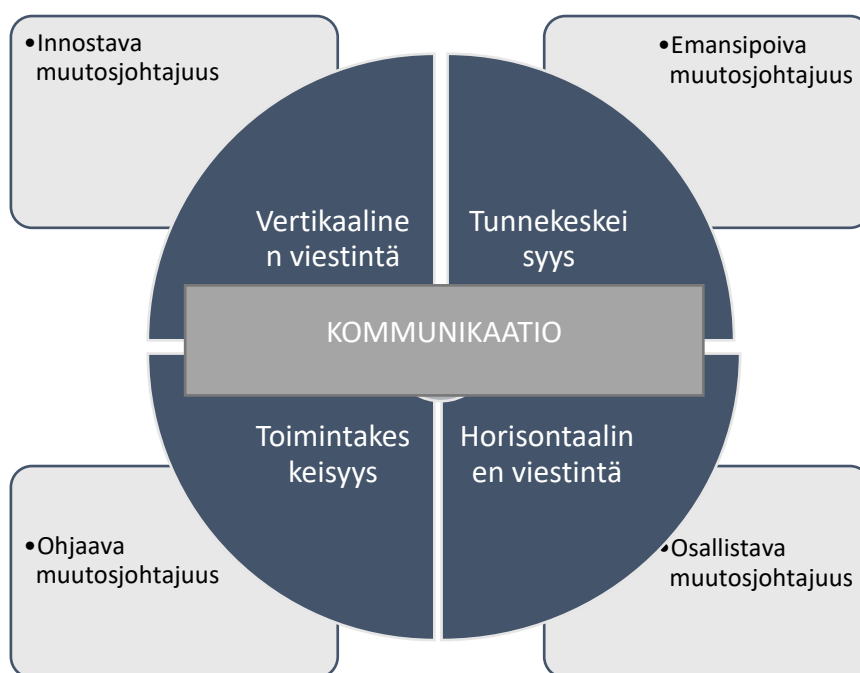 •Innostava
muutosjohtajuus
•Emansipoiva
muutosjohtajuus
Vertikaaline
n viestintä
Tunnekeskei
syys
KOMMUNIKAATIO
Toimintakes
keisyys
Horisontaalin
en viestintä
•Ohjaava
muutosjohtajuus
•Osallistava
muutosjohtajuus